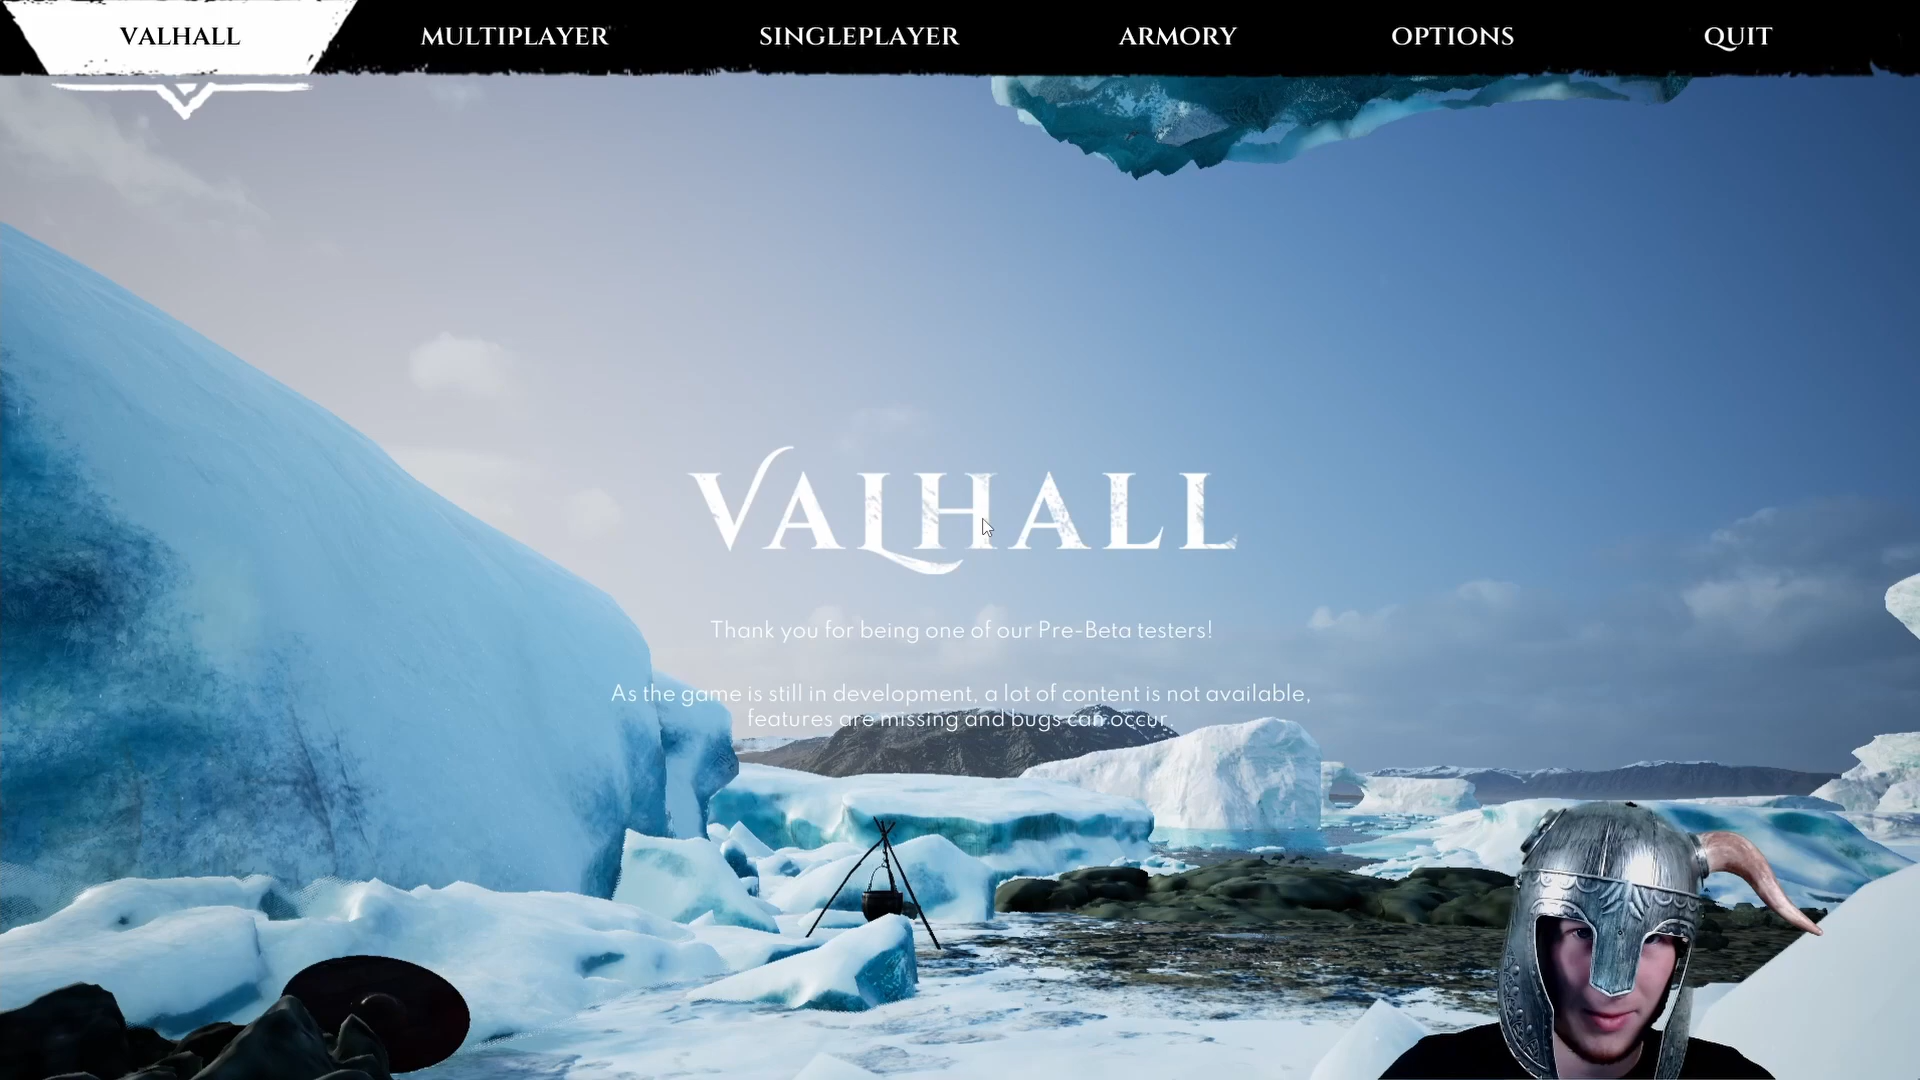 VALHALL
MULTIPLAYER
SINGLEPLAYER
ARMORY
OPTIONS
QUIT
VALHALL
Thank you for being one of our Pre-Beta testers!
As the game is still in development, a lot of content is not available,
features are missing and bugs can occur.